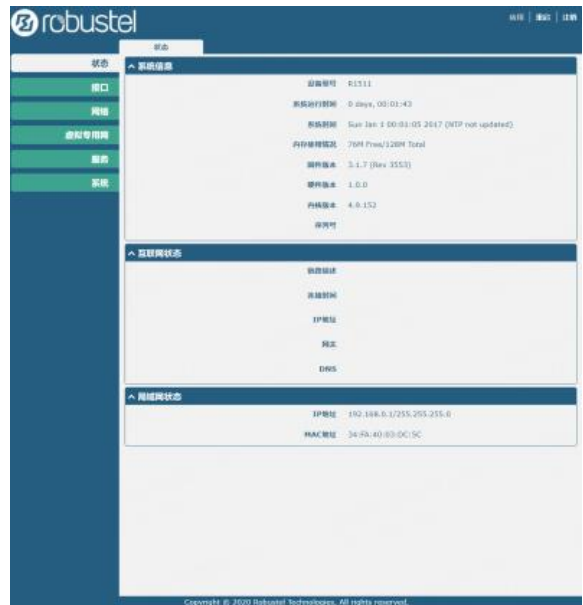 robustel
应用 | 重启 | 注销
状态
状态
接口
网络
虚拟专用网
服务
系统
系统信息
设备型号 R1511
系统运行时间 0 days, 00:01:43
系统时间 Sun Jan 1 00:01:05 2017 (NTP not updated)
内存使用情况 76M Free/128M Total
固件版本 3.1.7 (Rev 3553)
硬件版本 1.0.0
内核版本 4.9.152
序列号
互联网状态
链路描述
连接时间
IP地址
网关
DNS
局域网状态
IP地址 192.168.0.1/255.255.255.0
MAC地址 34:FA:40:03:DC:5C
Copyright © 2020 Robustel Technologies. All rights reserved.